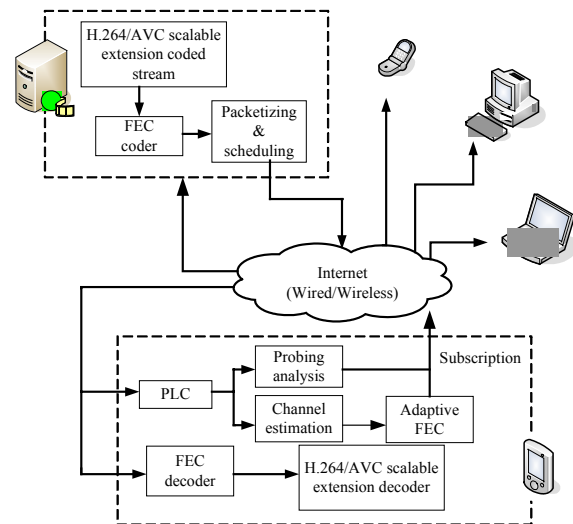 H.264/AVC scalable
extension coded
stream
FEC
coder
Packetizing
&
scheduling
Internet
(Wired/Wireless)
Subscription
Probing
analysis
PLC
Channel
estimation
Adaptive
FEC
FEC
decoder
H.264/AVC scalable
extension decoder